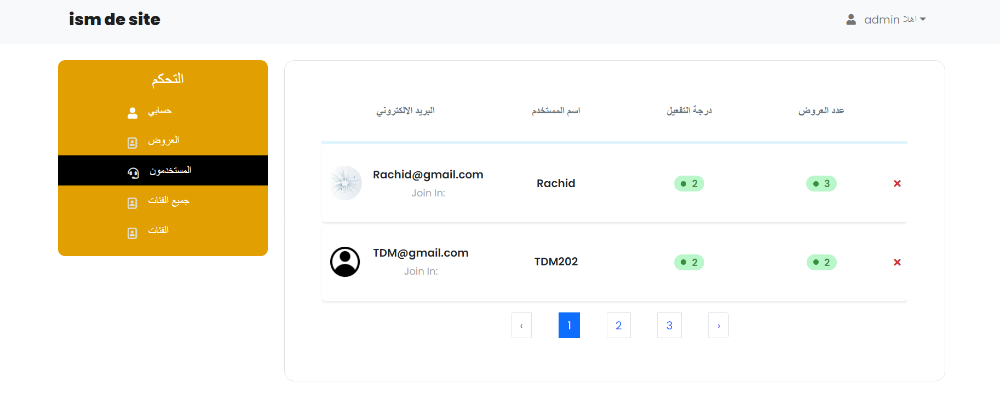 ism de site
admin اهلا
التحكم
حسابي
العروض
المستخدمون
جميع الفئات
الفئات
البريد الالكتروني اسم المستخدم درجة التفعيل عدد العروض
Rachid@gmail.com Rachid 2 3
Join In:
TDM@gmail.com TDM202 2 2
Join In:
‹ 1 2 3 ›